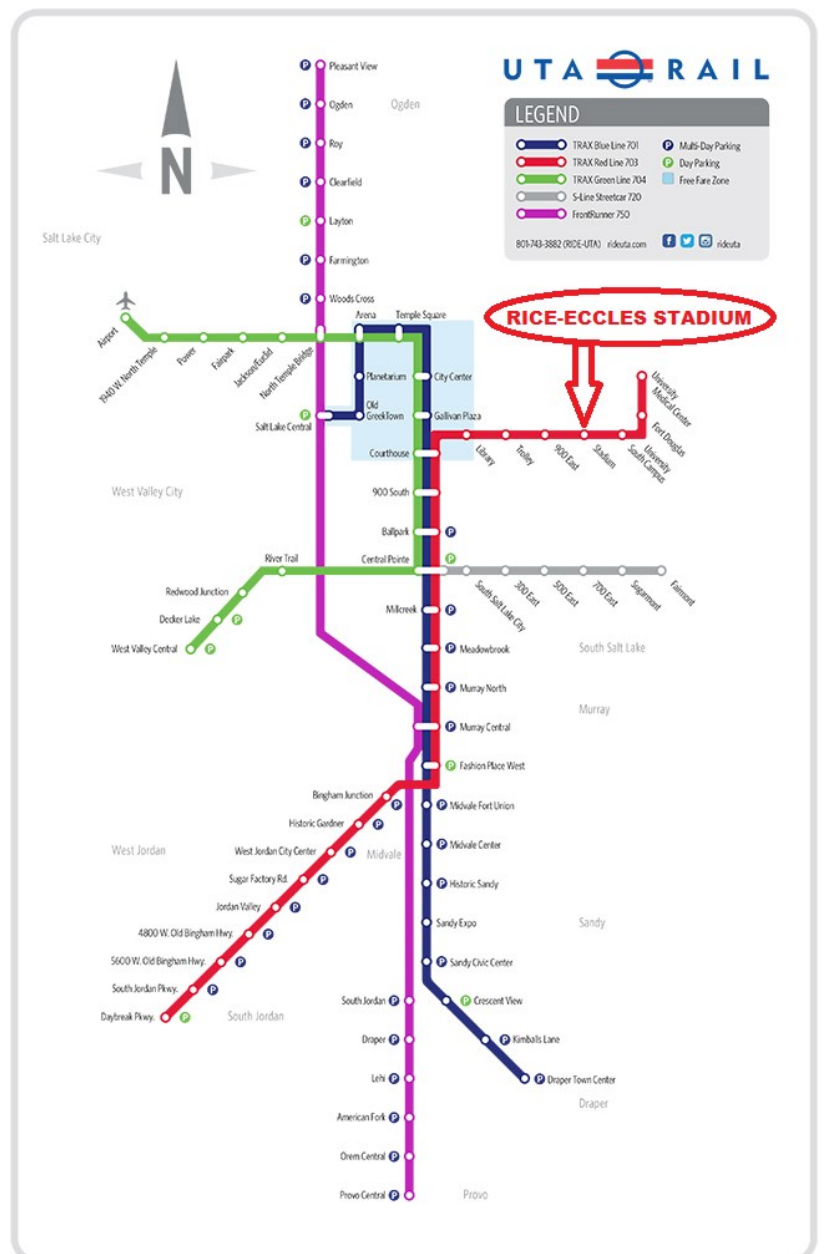 UTA RAIL
LEGEND
TRAX Blue Line 701
TRAX Red Line 703
TRAX Green Line 704
S-Line Streetcar 720
FrontRunner 750
P Multi-Day Parking
P Day Parking
Free Fare Zone
801-743-3882 (RIDE-UTA) rideuta.com
rideuta
N
RICE-ECCLES STADIUM
P Pleasant View
P Ogden
Ogden
P Roy
P Clearfield
P Layton
P Farmington
P Woods Cross
Salt Lake City
Airport
1940 W. North Temple
Power
Fairpark
Jackson/Euclid
North Temple Bridge
Arena
Temple Square
Planetarium
City Center
Old
GreekTown
Gallivan Plaza
P
Salt Lake Central
Courthouse
Library
Trolley
900 East
Stadium
University
South Campus
Fort Douglas
University
Medical Center
900 South
West Valley City
Ballpark
P
Central Pointe
P
River Trail
Redwood Junction
Decker Lake
P
West Valley Central
P
South Salt Lake City
300 East
500 East
700 East
Sugarmont
Fairmont
Millcreek
P
P Meadowbrook
South Salt Lake
P Murray North
Murray
P Murray Central
P Fashion Place West
Bingham Junction
P
P Midvale Fort Union
Historic Gardner
P
West Jordan
West Jordan City Center
P
Midvale
P Midvale Center
Sugar Factory Rd.
P
P Historic Sandy
Jordan Valley
P
4800 W. Old Bingham Hwy.
P
Sandy Expo
Sandy
5600 W. Old Bingham Hwy.
P
P Sandy Civic Center
South Jordan Pkwy.
P
Daybreak Pkwy.
P
South Jordan
South Jordan P
P Crescent View
Draper P
P Kimballs Lane
Lehi P
P Draper Town Center
Draper
American Fork P
Orem Central P
Provo Central P
Provo